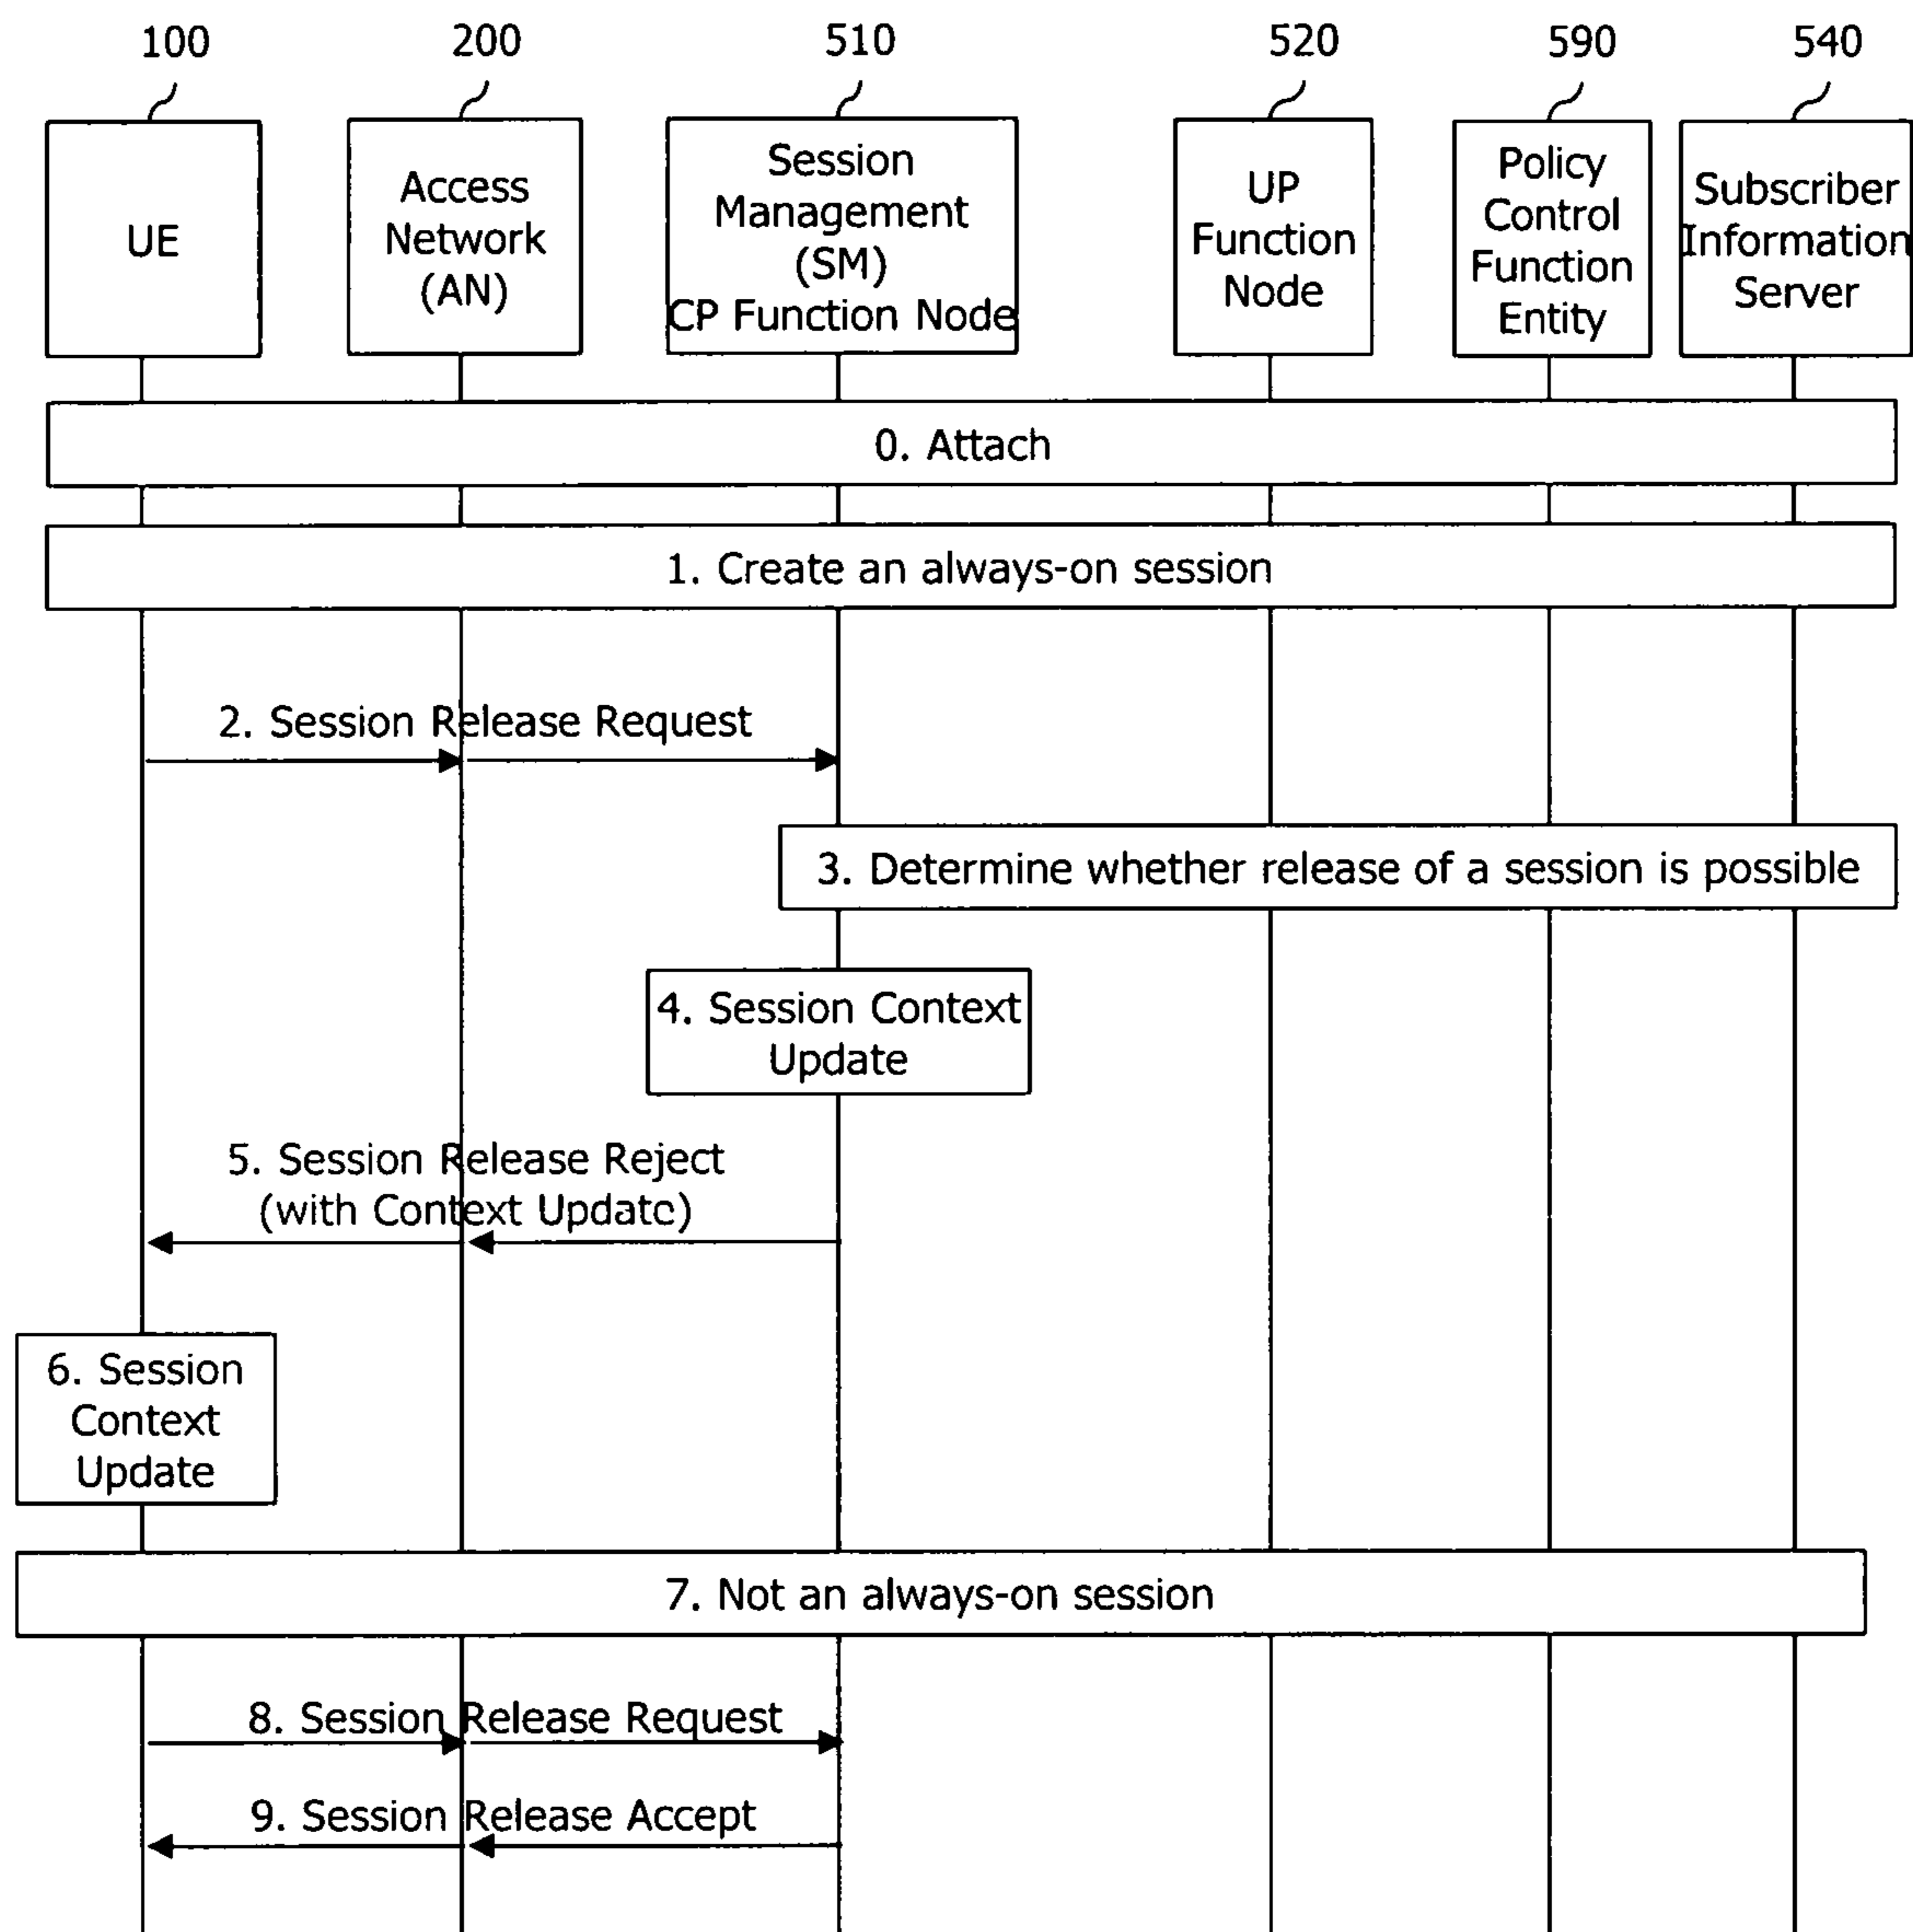 100
200
510
520
590
540
UE
Access
Network
(AN)
Session
Management
(SM)
CP Function Node
UP
Function
Node
Policy
Control
Function
Entity
Subscriber
Information
Server
0. Attach
1. Create an always-on session
2. Session Release Request
3. Determine whether release of a session is possible
4. Session Context
Update
5. Session Release Reject
(with Context Update)
6. Session
Context
Update
7. Not an always-on session
8. Session Release Request
9. Session Release Accept